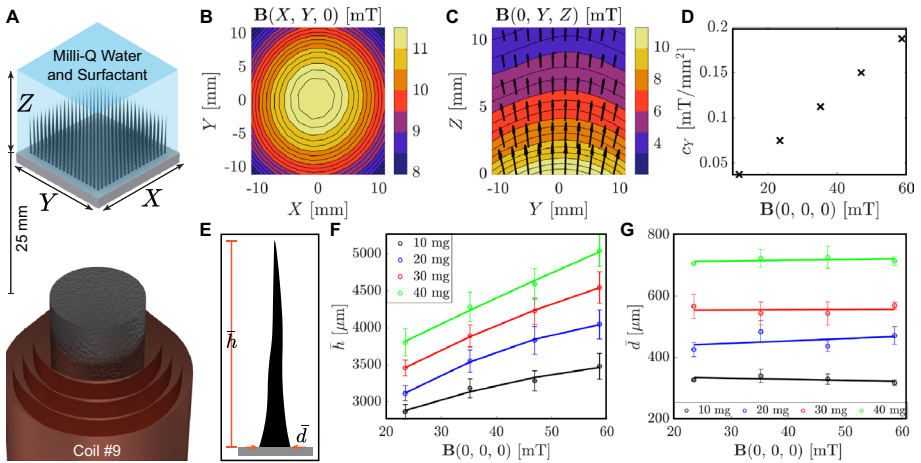 A
Milli-Q Water
and Surfactant
Z
Y
X
25 mm
Coil #9
B
B(X, Y, 0) [mT]
10
5
0
-5
-10
-10
0
10
Y [mm]
X [mm]
11
10
9
8
C
B(0, Y, Z) [mT]
10
5
0
-10
0
10
Z [mm]
Y [mm]
10
8
6
4
D
0.2
0.15
0.1
0.05
20
40
60
c_Y [mT/mm²]
B(0, 0, 0) [mT]
E
h̄
d̄
F
10 mg
20 mg
30 mg
40 mg
5000
4500
4000
3500
3000
20
30
40
50
60
h̄ [μm]
B(0, 0, 0) [mT]
G
800
600
400
200
10 mg
20 mg
30 mg
40 mg
20
30
40
50
60
d̄ [μm]
B(0, 0, 0) [mT]